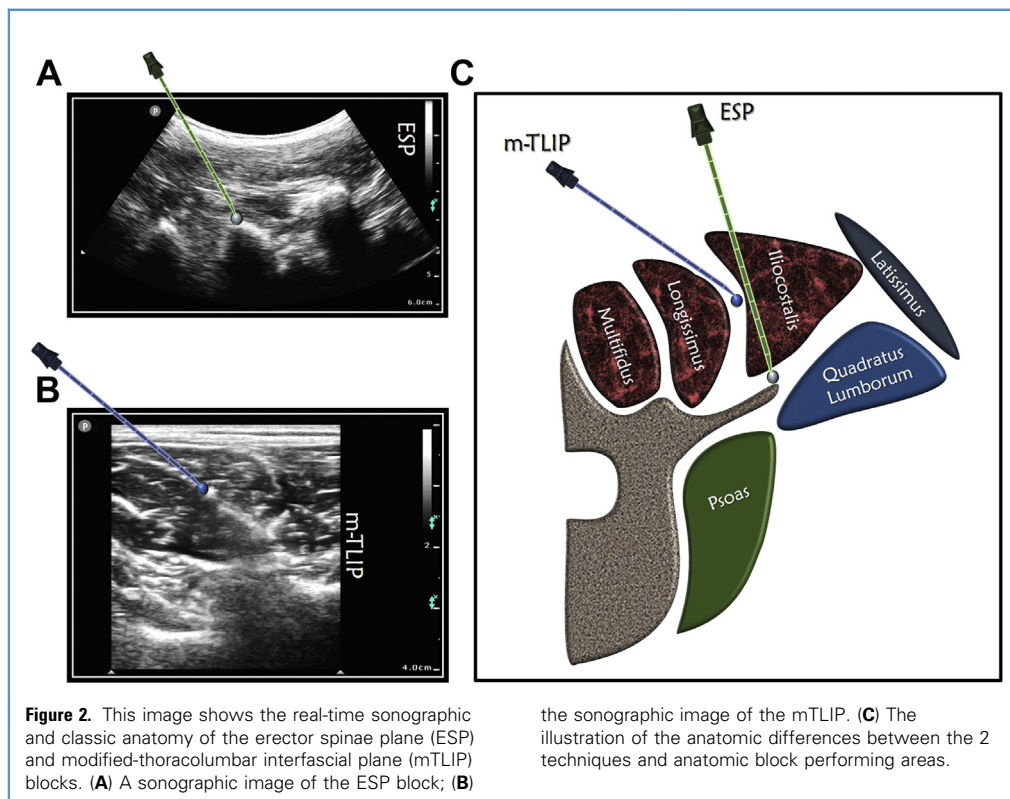 A
P
ESP
5
6.0cm
B
P
m-TLIP
2
4.0cm
C
ESP
m-TLIP
Multifidus
Longissimus
Iliocostalis
Latissimus
Quadratus
Lumborum
Psoas
Figure 2. This image shows the real-time sonographic
and classic anatomy of the erector spinae plane (ESP)
and modified-thoracolumbar interfascial plane (mTLIP)
blocks. (A) A sonographic image of the ESP block; (B)
the sonographic image of the mTLIP. (C) The
illustration of the anatomic differences between the 2
techniques and anatomic block performing areas.